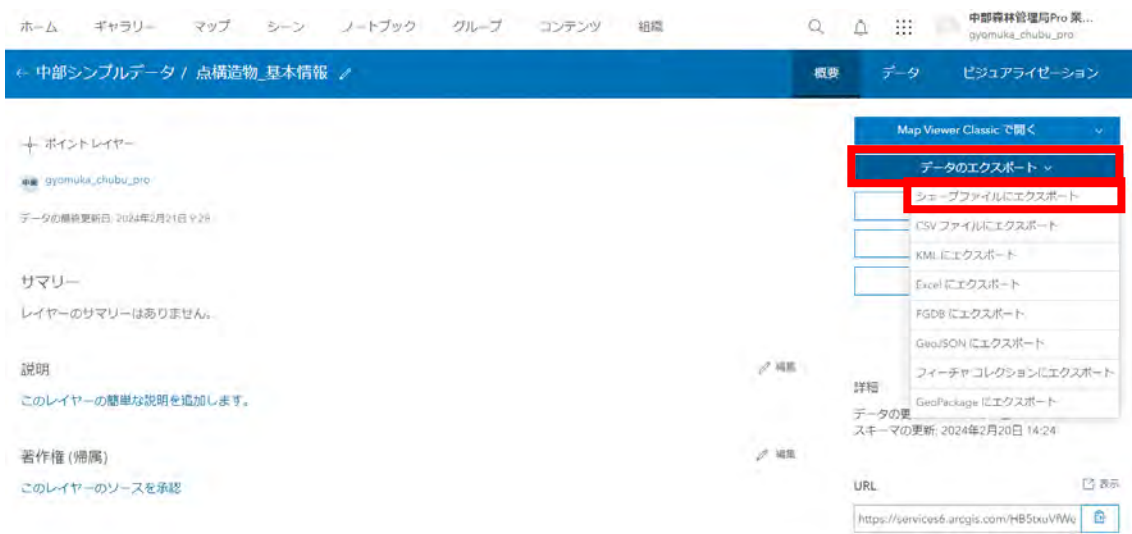 ホーム ギャラリー マップ シーン ノートブック グループ コンテンツ 組織
中部森林管理局Pro 業...
gyomuka_chubu_pro
← 中部シンプルデータ / 点構造物_基本情報
概要 データ ビジュアライゼーション
ポイント レイヤー
gyomuka_chubu_pro
データの最終更新日: 2024年2月21日 9:29
サマリー
レイヤーのサマリーはありません。
説明
編集
このレイヤーの簡単な説明を追加します。
著作権 (帰属)
編集
このレイヤーのソースを承認
Map Viewer Classic で開く
データのエクスポート
シェープファイルにエクスポート
CSV ファイルにエクスポート
KML にエクスポート
Excel にエクスポート
FGDB にエクスポート
GeoJSON にエクスポート
フィーチャ コレクションにエクスポート
GeoPackage にエクスポート
詳細
データの更
スキーマの更新: 2024年2月20日 14:24
URL
表示